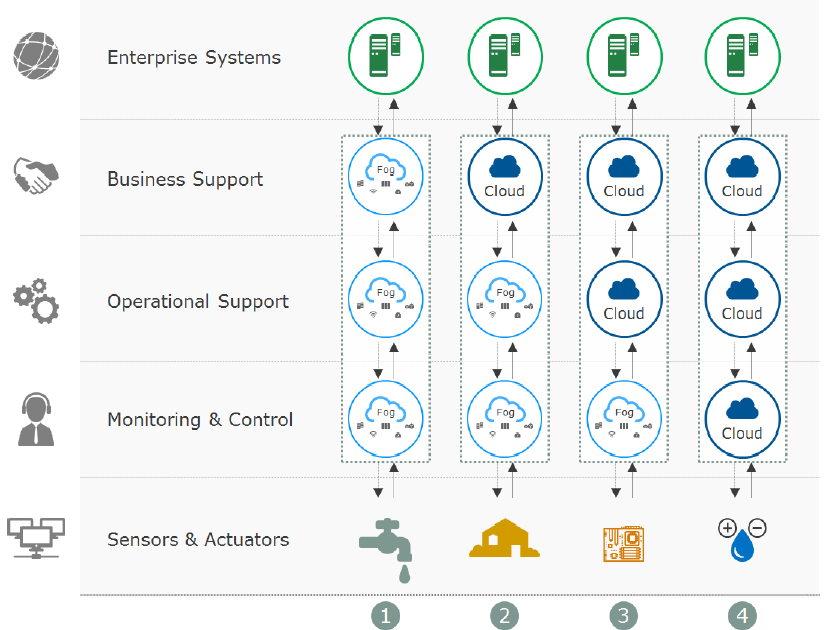 Enterprise Systems
Business Support
Fog
Cloud
Cloud
Cloud
Operational Support
Fog
Fog
Cloud
Cloud
Monitoring & Control
Fog
Fog
Fog
Cloud
Sensors & Actuators
1
2
3
4